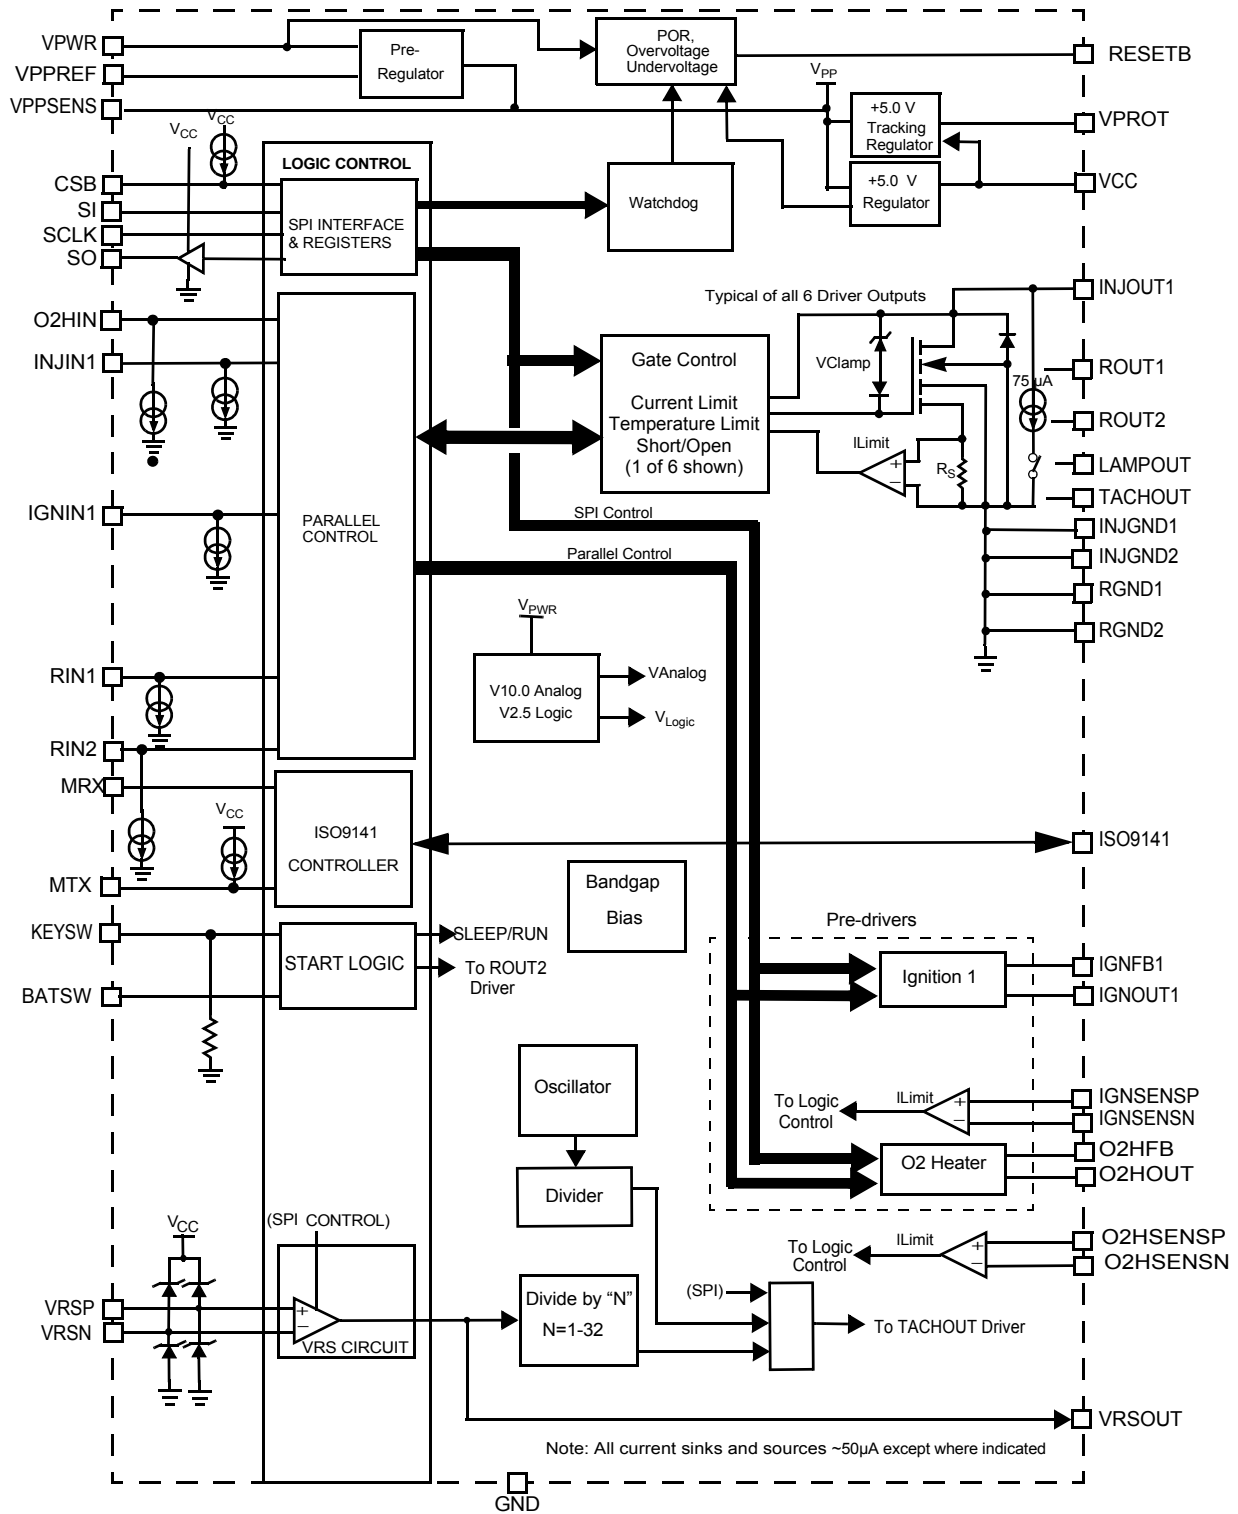 VPWR
VPPREF
VPPSENS
Pre-
Regulator
POR,
Overvoltage
Undervoltage
RESETB
VPP
+5.0 V
Tracking
Regulator
VPROT
+5.0 V
Regulator
VCC
VCC
VCC
LOGIC CONTROL
CSB
SI
SCLK
SO
SPI INTERFACE
& REGISTERS
Watchdog
O2HIN
INJIN1
IGNIN1
RIN1
RIN2
PARALLEL
CONTROL
Typical of all 6 Driver Outputs
Gate Control
Current Limit
Temperature Limit
Short/Open
(1 of 6 shown)
VClamp
ILimit
+
–
RS
75 µA
INJOUT1
ROUT1
ROUT2
LAMPOUT
TACHOUT
INJGND1
INJGND2
RGND1
RGND2
SPI Control
Parallel Control
VPWR
V10.0 Analog
V2.5 Logic
VAnalog
VLogic
MRX
VCC
MTX
ISO9141
CONTROLLER
ISO9141
Bandgap
Bias
KEYSW
BATSW
START LOGIC
SLEEP/RUN
To ROUT2
Driver
Pre-drivers
Ignition 1
IGNFB1
IGNOUT1
To Logic
Control
ILimit
+
–
IGNSENSP
IGNSENSN
O2 Heater
O2HFB
O2HOUT
To Logic
Control
ILimit
+
–
O2HSENSP
O2HSENSN
Oscillator
Divider
VCC
(SPI CONTROL)
VRSP
VRSN
+
–
VRS CIRCUIT
Divide by “N”
N=1-32
(SPI)
To TACHOUT Driver
VRSOUT
Note: All current sinks and sources ~50µA except where indicated
GND